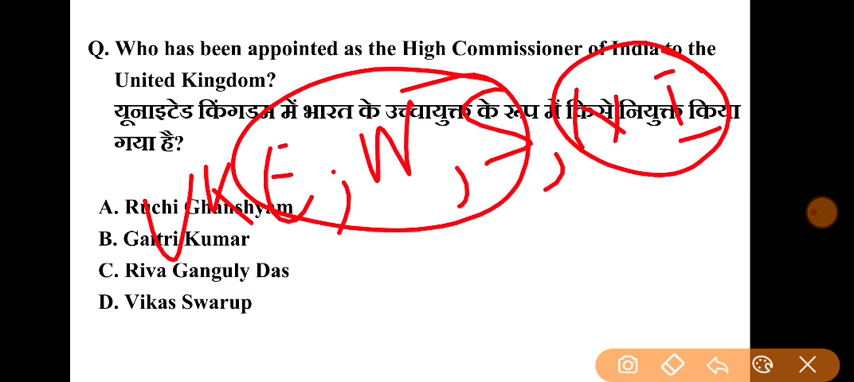 Q. Who has been appointed as the High Commissioner of India to the
United Kingdom?
यूनाइटेड किंगडम में भारत के उच्चायुक्त के रूप में किसे नियुक्त किया
गया है?
UK E, W, S, NI
A. Ruchi Ghanshyam
B. Gaitri Kumar
C. Riva Ganguly Das
D. Vikas Swarup